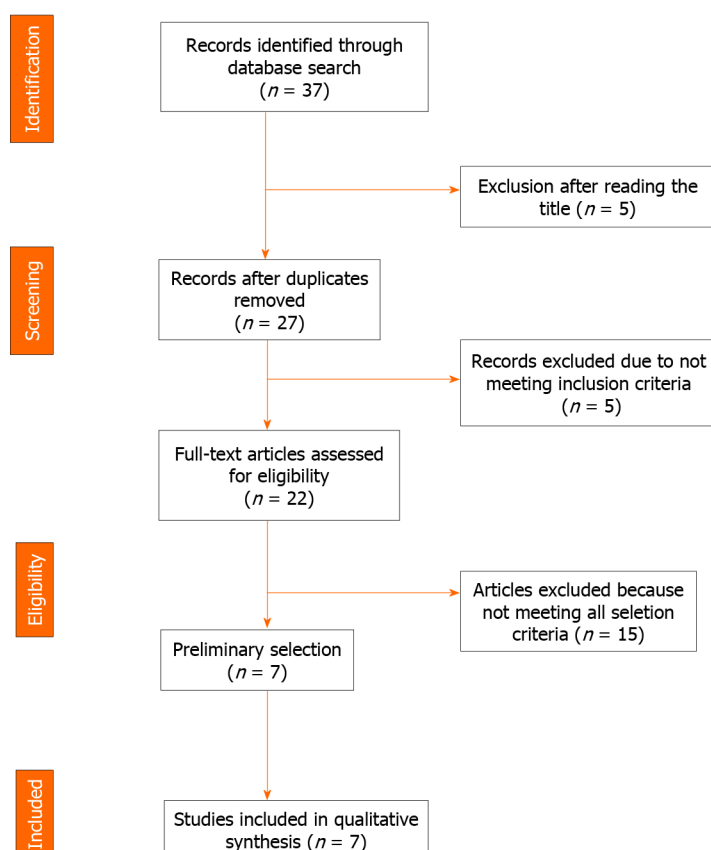 Identification
Records identified through
database search
(n = 37)
Exclusion after reading the
title (n = 5)
Screening
Records after duplicates
removed
(n = 27)
Records excluded due to not
meeting inclusion criteria
(n = 5)
Full-text articles assessed
for eligibility
(n = 22)
Eligibility
Articles excluded because
not meeting all seletion
criteria (n = 15)
Preliminary selection
(n = 7)
Included
Studies included in qualitative
synthesis (n = 7)